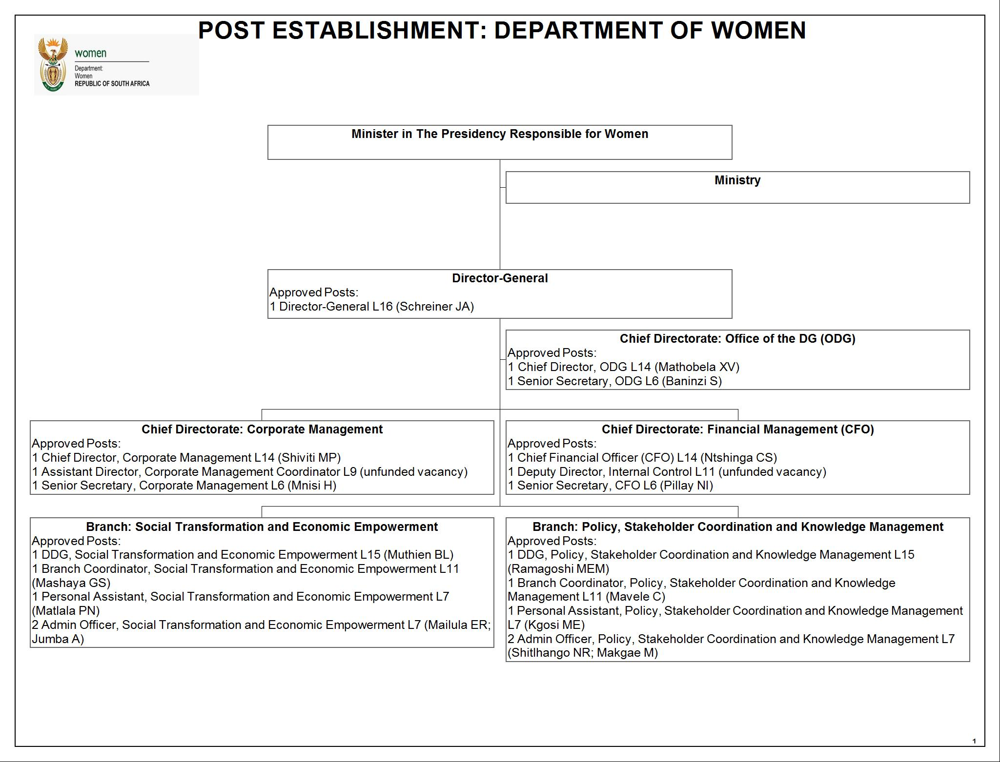 POST ESTABLISHMENT: DEPARTMENT OF WOMEN
women
Department:
Women
REPUBLIC OF SOUTH AFRICA
Minister in The Presidency Responsible for Women
Ministry
Director-General
Approved Posts:
1 Director-General L16 (Schreiner JA)
Chief Directorate: Office of the DG (ODG)
Approved Posts:
1 Chief Director, ODG L14 (Mathobela XV)
1 Senior Secretary, ODG L6 (Baninzi S)
Chief Directorate: Corporate Management
Approved Posts:
1 Chief Director, Corporate Management L14 (Shiviti MP)
1 Assistant Director, Corporate Management Coordinator L9 (unfunded vacancy)
1 Senior Secretary, Corporate Management L6 (Mnisi H)
Chief Directorate: Financial Management (CFO)
Approved Posts:
1 Chief Financial Officer (CFO) L14 (Ntshinga CS)
1 Deputy Director, Internal Control L11 (unfunded vacancy)
1 Senior Secretary, CFO L6 (Pillay NI)
Branch: Social Transformation and Economic Empowerment
Approved Posts:
1 DDG, Social Transformation and Economic Empowerment L15 (Muthien BL)
1 Branch Coordinator, Social Transformation and Economic Empowerment L11
(Mashaya GS)
1 Personal Assistant, Social Transformation and Economic Empowerment L7
(Matlala PN)
2 Admin Officer, Social Transformation and Economic Empowerment L7 (Mailula ER;
Jumba A)
Branch: Policy, Stakeholder Coordination and Knowledge Management
Approved Posts:
1 DDG, Policy, Stakeholder Coordination and Knowledge Management L15
(Ramagoshi MEM)
1 Branch Coordinator, Policy, Stakeholder Coordination and Knowledge
Management L11 (Mavele C)
1 Personal Assistant, Policy, Stakeholder Coordination and Knowledge Management
L7 (Kgosi ME)
2 Admin Officer, Policy, Stakeholder Coordination and Knowledge Management L7
(Shitlhango NR; Makgae M)
1